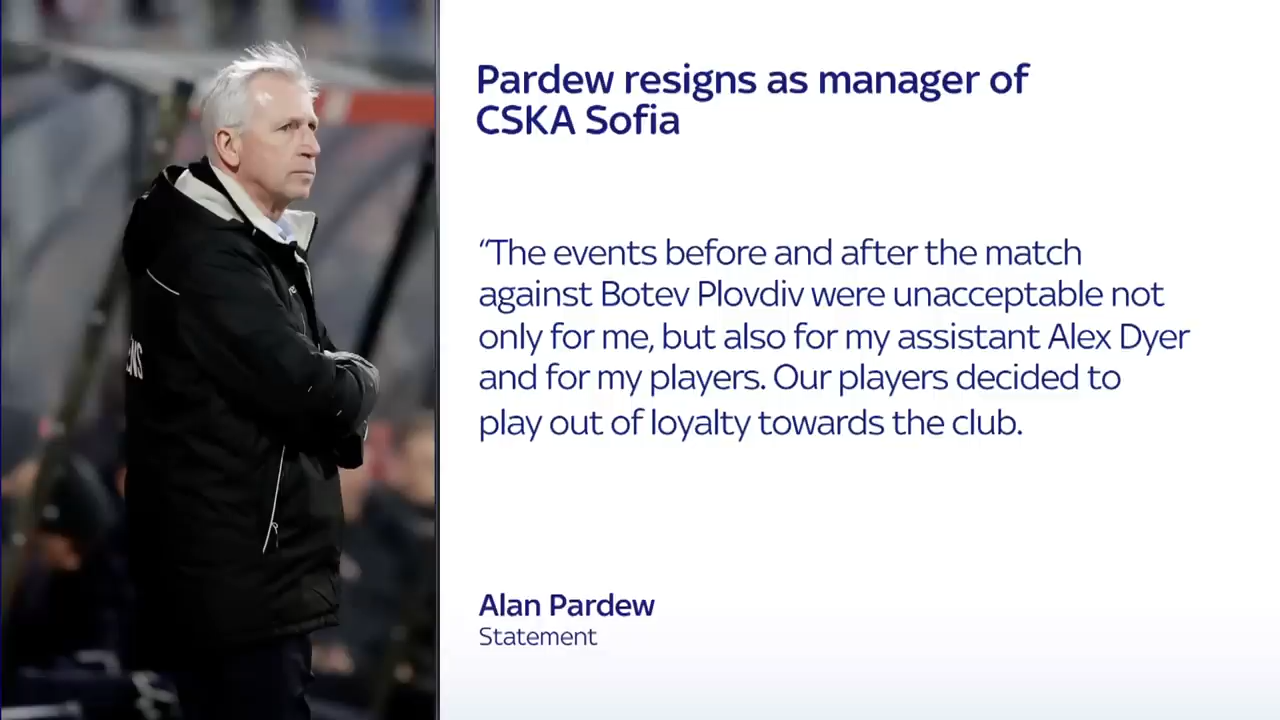 Pardew resigns as manager of
CSKA Sofia
“The events before and after the match
against Botev Plovdiv were unacceptable not
only for me, but also for my assistant Alex Dyer
and for my players. Our players decided to
play out of loyalty towards the club.
Alan Pardew
Statement